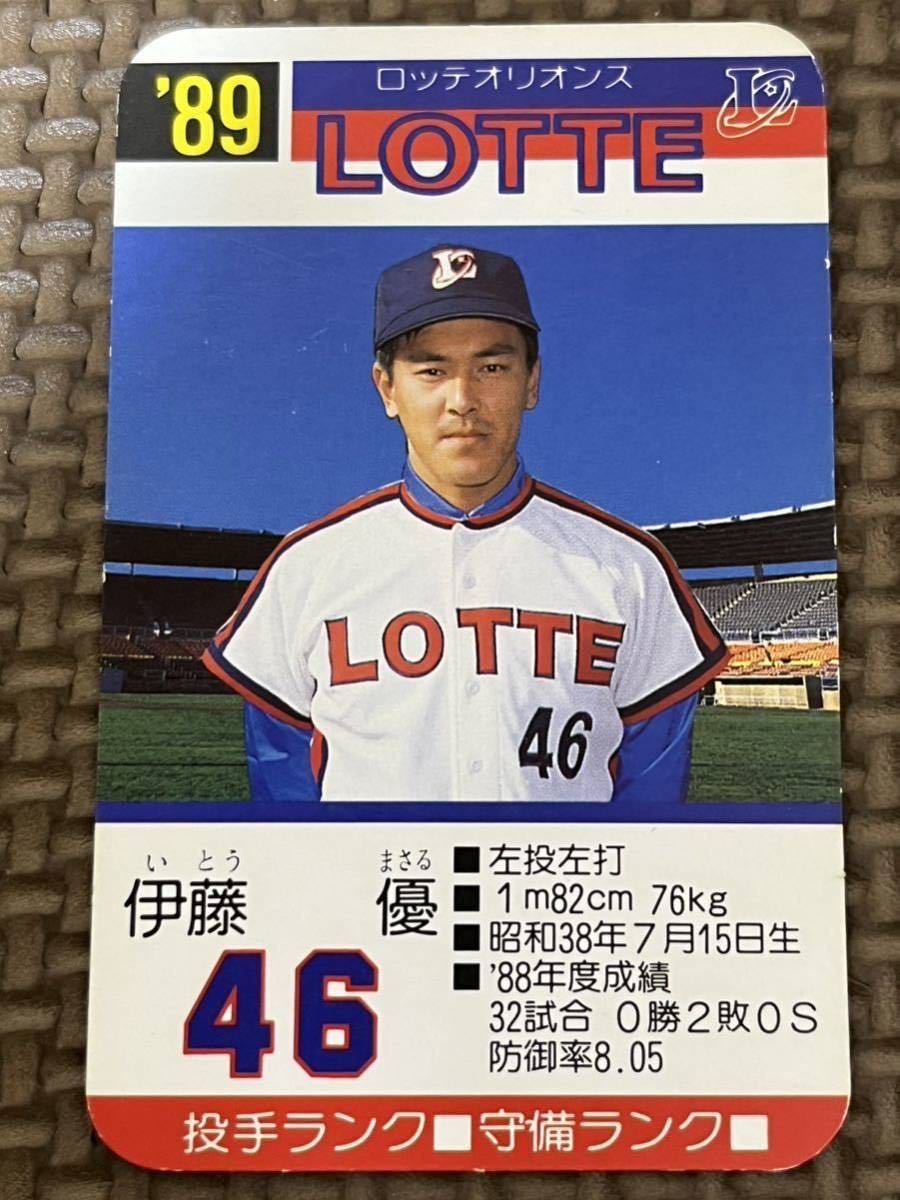 '89
ロッテオリオンズ
LOTTE
LOTTE
46
いとう まさる
伊藤 優
46
■左投左打
■1m82cm 76kg
■昭和38年7月15日生
■'88年度成績
32試合 0勝2敗0S
防御率8.05
投手ランク□守備ランク□